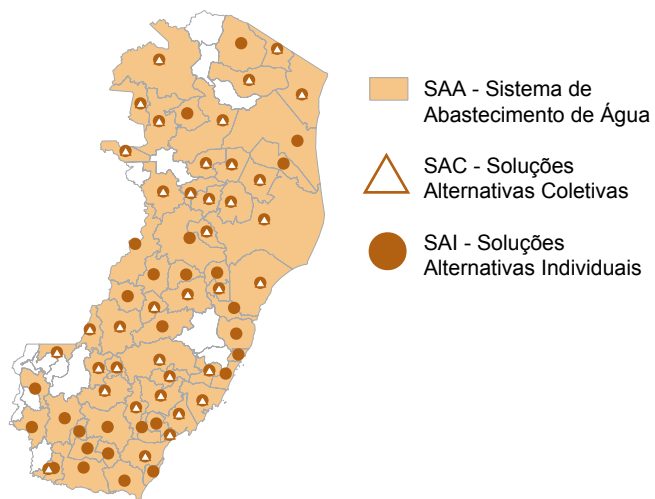 SAA - Sistema de
Abastecimento de Água
SAC - Soluções
Alternativas Coletivas
SAI - Soluções
Alternativas Individuais